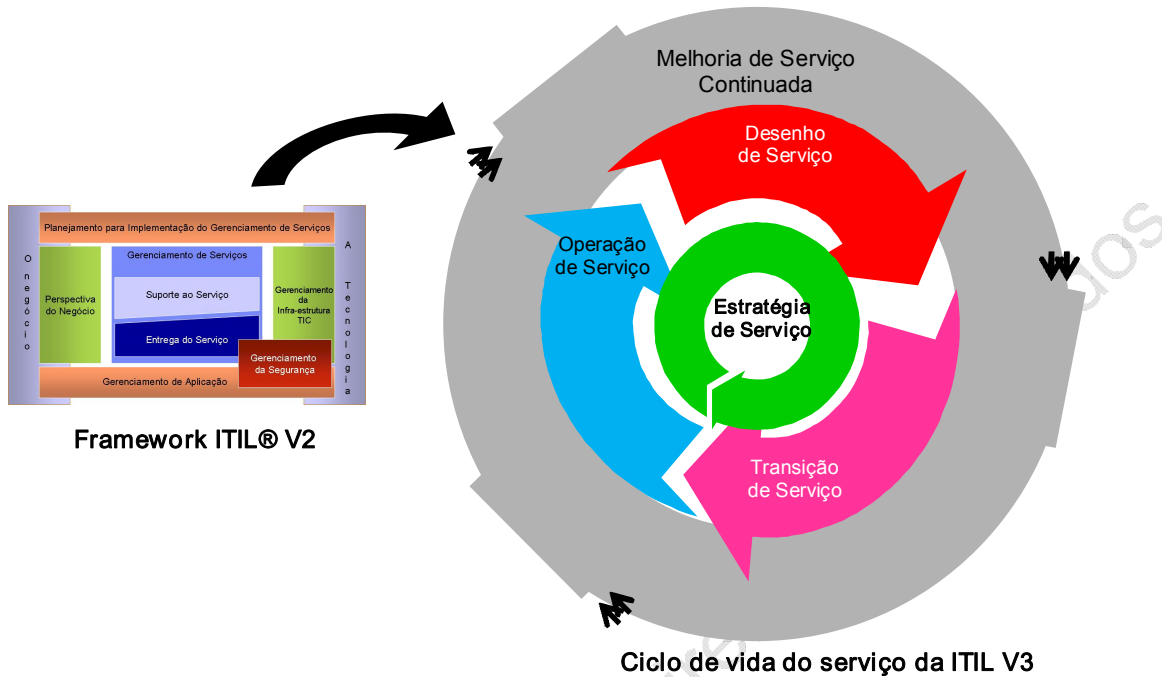 Melhoria de Serviço
Continuada
Desenho
de Serviço
Operação
de Serviço
Estratégia
de Serviço
Transição
de Serviço
Ciclo de vida do serviço da ITIL V3
Planejamento para Implementação do Gerenciamento de Serviços
O negócio
Perspectiva
do Negócio
Gerenciamento de Serviços
Suporte ao Serviço
Entrega do Serviço
Gerenciamento
da
Infra-estrutura
TIC
A Tecnologia
Gerenciamento
da Segurança
Gerenciamento de Aplicação
Framework ITIL® V2